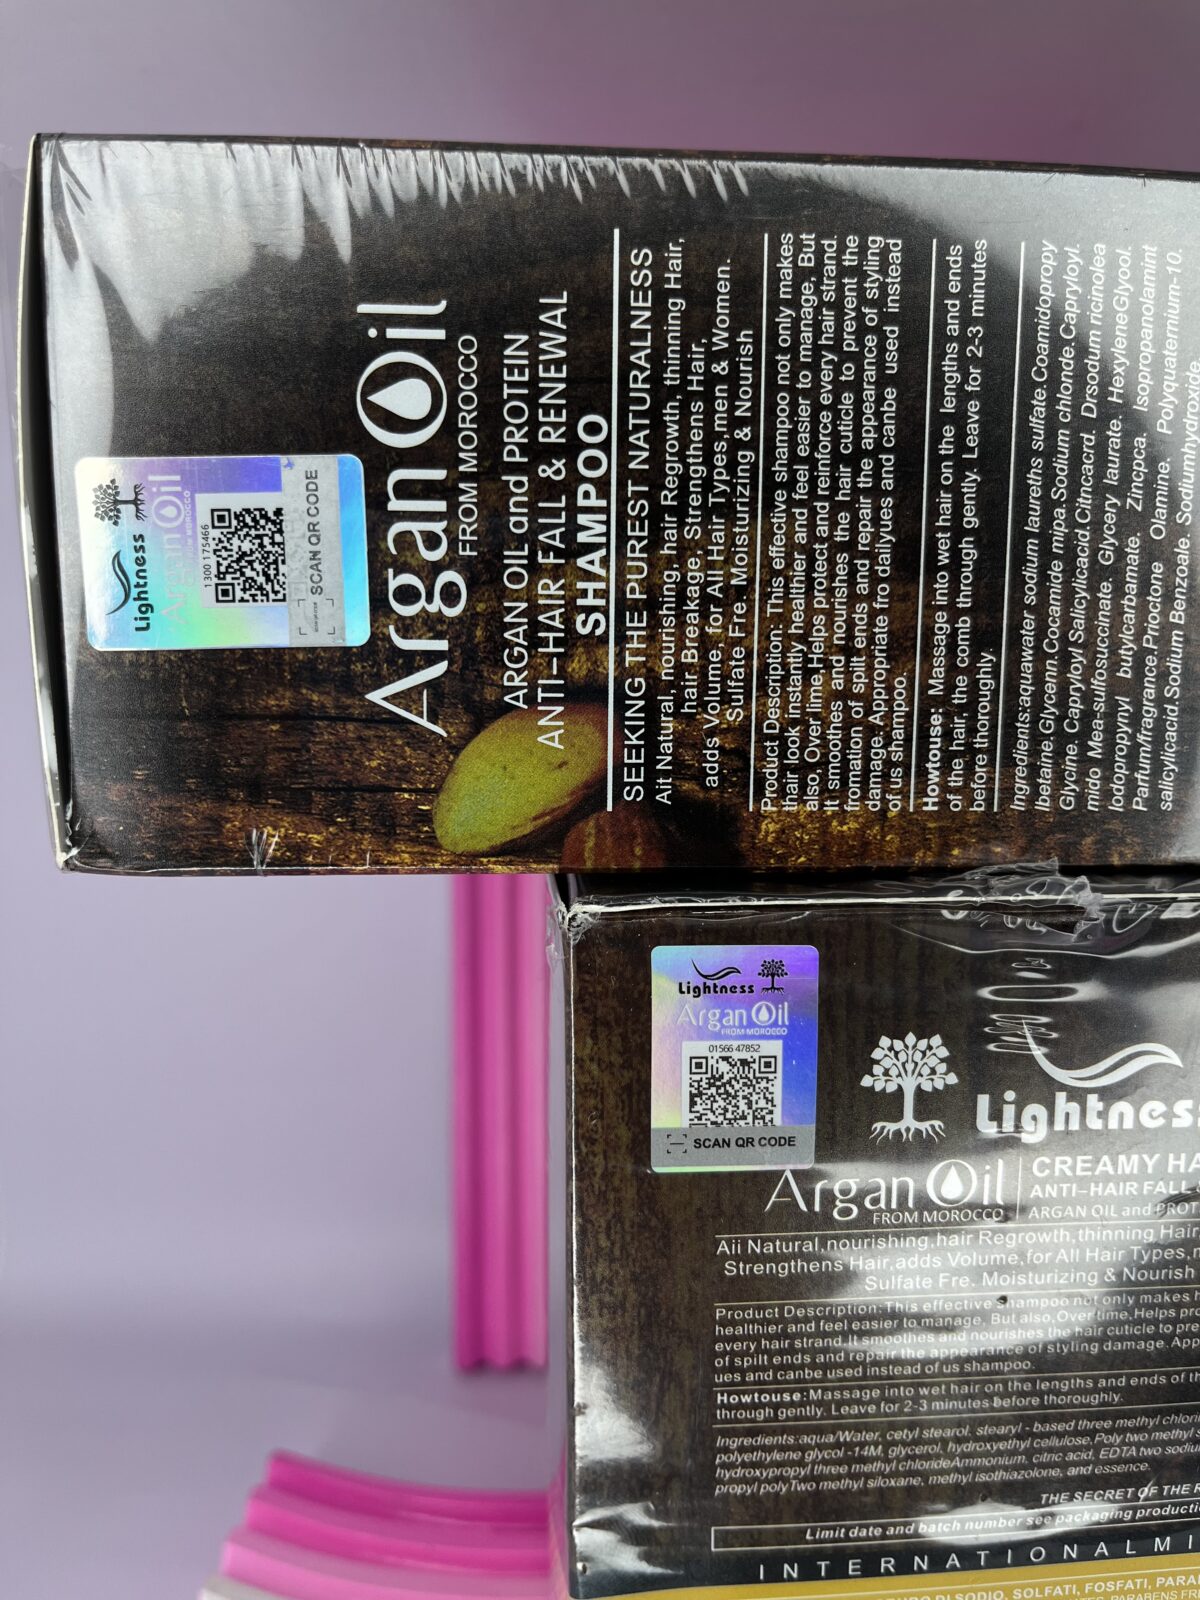 Lightness
Argan Oil
FROM MOROCCO
1300 175466
SCAN QR CODE
Argan Oil
FROM MOROCCO
ARGAN OIL and PROTEIN
ANTI-HAIR FALL & RENEWAL
SHAMPOO
SEEKING THE PUREST NATURALNESS
Ait Natural, nourishing, hair Regrowth, thinning Hair,
hair Breakage. Strengthens Hair,
adds Volume, for All Hair Types, men & Women.
Sulfate Fre. Moisturizing & Nourish
Product Description: This effective shampoo not only makes
thair look instantly healthier and feel easier to manage, But
also, Over lime,Helps protect and reinforce every hair strand.
It smoothes and nourishes the hair cuticle to prevent the
fromation of spilt ends and repair the appearance of styling
damage.Appropriate fro dailyues and canbe used instead
of us shampoo.
Howtouse: Massage into wet hair on the lengths and ends
of the hair, the comb through gently. Leave for 2-3 minutes
before thoroughly.
Ingredients:aquawater sodium laureths sulfate.Coamidopropy
lbetaine.Glycenn.Cocamide mipa.Sodium chlonde.Capryloyl.
Glycine. Capryloyl Salicylicacid.Citncacrd. Drsodum ricinolea
mido Mea-sulfosuccinate. Glycery laurate. HexyleneGlyool.
lodopropynyl butylcarbamate. Zincpca. Isopropanolamint
Parfum/fragrance.Prioctone Olamine. Polyquatemium-10.
salicylicacid.Sodium Benzoale. Sodiumhydroxide
Lightness
Argan Oil
FROM MOROCCO
01566 47852
SCAN QR CODE
Lightness
Argan Oil
FROM MOROCCO
CREAMY HA
ANTI-HAIR FALL &
ARGAN OIL and PROT
Aii Natural,nourishing,hair Regrowth,thinning Hair,
Strengthens Hair,adds Volume,for All Hair Types,
Sulfate Fre. Moisturizing & Nourish
Product Description:This effective shampoo not only makes h
healthier and feel easier to manage, But also,Over time,Helps pro
every hair strand.It smoothes and nourishes the hair cuticle to pre
of spilt ends and repair the appearance of styling damage.App
ues and canbe used instead of us shampoo.
Howtouse:Massage into wet hair on the lengths and ends of th
through gently. Leave for 2-3 minutes before thoroughly.
Ingredients:aqua/Water, cetyl stearol, stearyl - based three methyl chlori
polyethylene glycol -14M, glycerol, hydroxyethyl cellulose,Poly two methyl s
hydroxypropyl three methyl chlorideAmmonium, citric acid, EDTA two sodiu
propyl polyTwo methyl siloxane, methyl isothiazolone, and essence.
THE SECRET OF THE R
Limit date and batch number see packaging producti
INTERNATIONALMI
DI SODIO, SOLFATI, FOSFATI, PARA